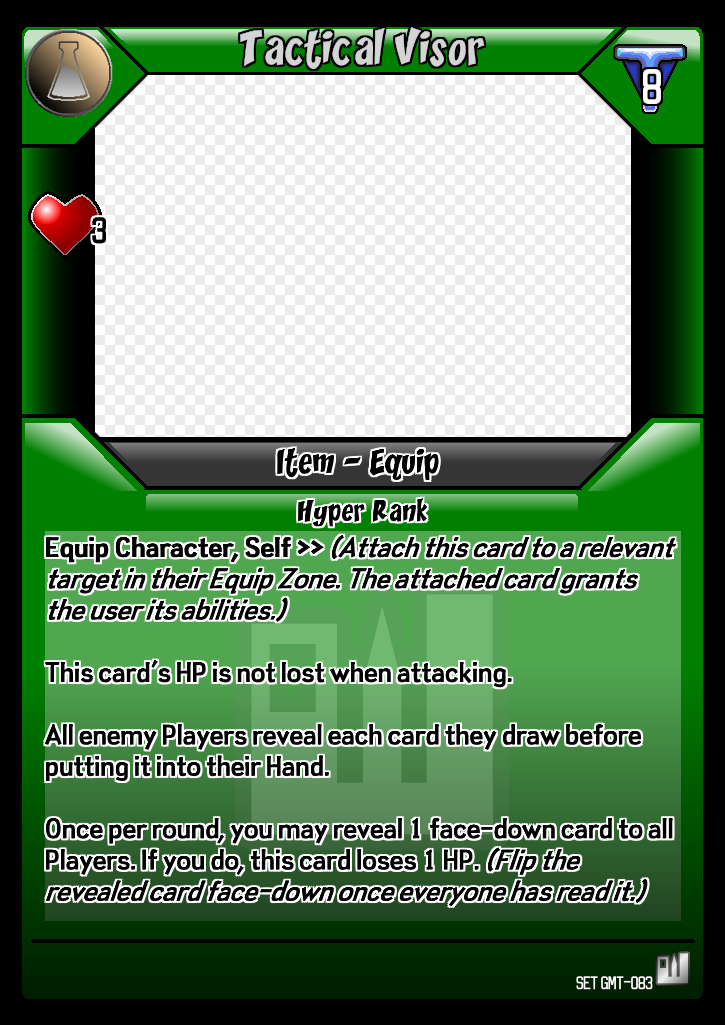 Tactical Visor
8
3
Item - Equip
Hyper Rank
Equip Character, Self >> (Attach this card to a relevant
target in their Equip Zone. The attached card grants
the user its abilities.)
This card's HP is not lost when attacking.
All enemy Players reveal each card they draw before
putting it into their Hand.
Once per round, you may reveal 1 face-down card to all
Players. If you do, this card loses 1 HP. (Flip the
revealed card face-down once everyone has read it.)
SET GMT-083